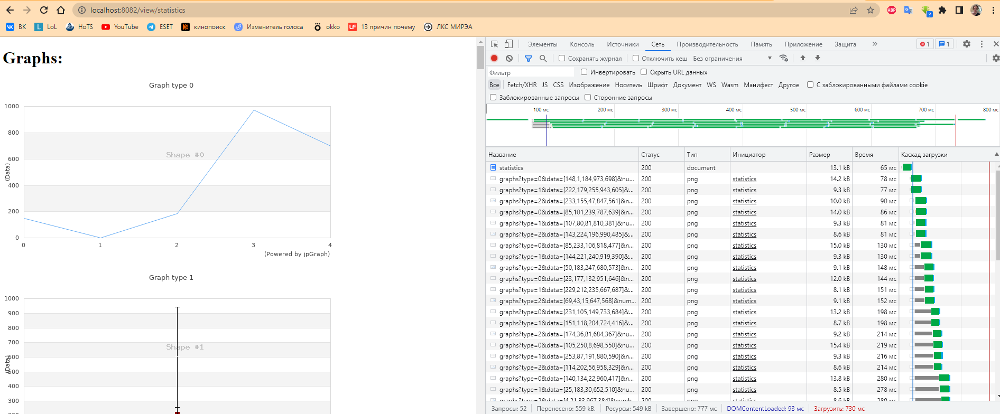 localhost:8082/view/statistics
ВК LoL HoTS YouTube ESET кинопоиск Изменитель голоса okko 13 причин почему ЛКС МИРЭА
Graphs:
Graph type 0
1000
800
Shape #0
600
(Data)
400
200
0
0 1 2 3 4
(Powered by jpGraph)
Graph type 1
1000
900
800
700
Shape #1
600
(Data)
500
400
300
Элементы Консоль Источники Сеть Производительность Память Приложение Защита » 1 1
Сохранять журнал Отключить кеш Без ограничения
Фильтр Инвертировать Скрыть URL данных
Все Fetch/XHR JS CSS Изображение Носитель Шрифт Документ WS Wasm Манифест Другое С заблокированными файлами cookie
Заблокированные запросы Сторонние запросы
100 мс 200 мс 300 мс 400 мс 500 мс 600 мс 700 мс 800 мс
Название Статус Тип Инициатор Размер Время Каскад загрузки
statistics 200 document 13.1 kB 65 мс
graphs?type=0&data=[148,1,184,973,698]&nu... 200 png statistics 14.2 kB 78 мс
graphs?type=1&data=[222,179,255,943,605]&... 200 png statistics 9.3 kB 77 мс
graphs?type=2&data=[233,155,47,847,561]&n... 200 png statistics 10.0 kB 90 мс
graphs?type=0&data=[85,101,239,787,639]&n... 200 png statistics 14.0 kB 86 мс
graphs?type=1&data=[107,80,81,810,381]&nu... 200 png statistics 9.3 kB 81 мс
graphs?type=2&data=[143,224,196,990,485]&... 200 png statistics 8.6 kB 81 мс
graphs?type=0&data=[85,233,106,818,477]&n... 200 png statistics 15.0 kB 130 мс
graphs?type=1&data=[144,221,240,919,390]&... 200 png statistics 9.3 kB 130 мс
graphs?type=2&data=[50,183,247,680,573]&n... 200 png statistics 9.1 kB 148 мс
graphs?type=0&data=[23,177,132,951,646]&n... 200 png statistics 12.0 kB 144 мс
graphs?type=1&data=[229,212,235,667,687]&... 200 png statistics 8.1 kB 151 мс
graphs?type=2&data=[69,43,15,647,568]&num... 200 png statistics 9.1 kB 152 мс
graphs?type=0&data=[231,105,149,733,684]&... 200 png statistics 13.2 kB 198 мс
graphs?type=1&data=[151,118,204,724,416]&... 200 png statistics 8.7 kB 198 мс
graphs?type=2&data=[174,36,81,684,367]&nu... 200 png statistics 9.2 kB 214 мс
graphs?type=0&data=[105,250,8,698,550]&nu... 200 png statistics 15.4 kB 219 мс
graphs?type=1&data=[253,87,191,880,590]&n... 200 png statistics 9.3 kB 216 мс
graphs?type=2&data=[114,202,56,958,329]&n... 200 png statistics 8.6 kB 214 мс
graphs?type=0&data=[140,134,22,960,417]&n... 200 png statistics 13.8 kB 280 мс
graphs?type=1&data=[25,183,30,652,510]&n... 200 png statistics 8.5 kB 278 мс
Запросы: 52 Перенесено: 559 kB. Ресурсы: 549 kB Завершено: 777 мс DOMContentLoaded: 93 мс Загрузить: 730 мс